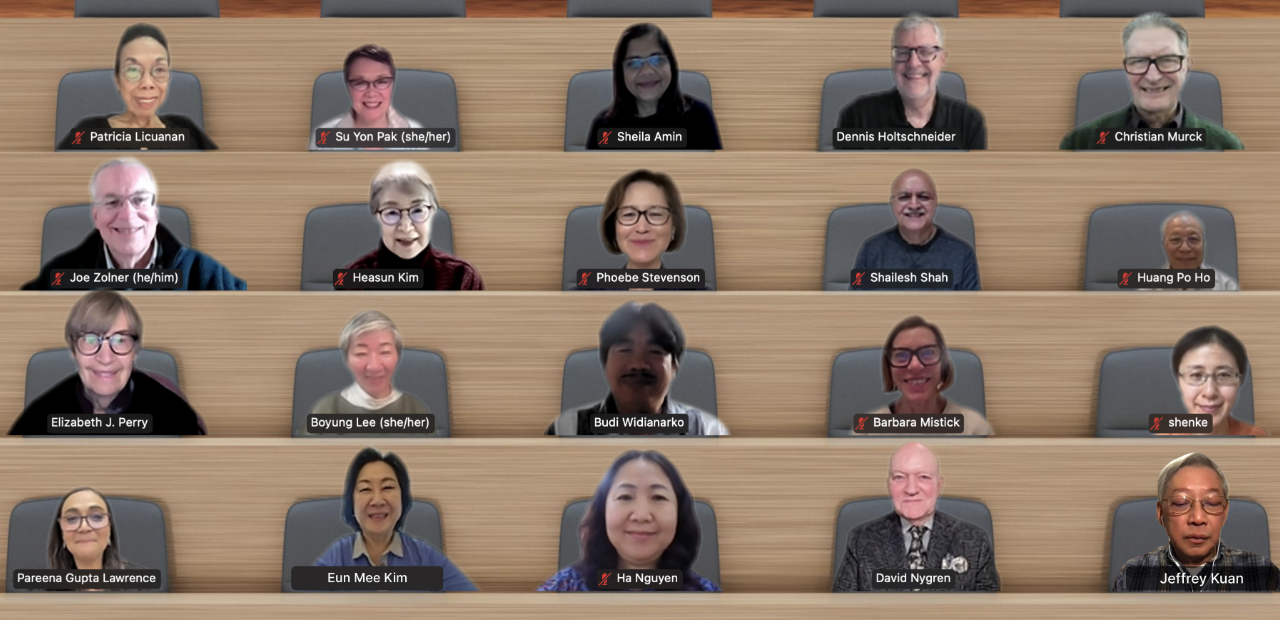 Patricia Licuanan
Su Yon Pak (she/her)
Sheila Amin
Dennis Holtschneider
Christian Murck
Joe Zolner (he/him)
Heasun Kim
Phoebe Stevenson
Shailesh Shah
Huang Po Ho
Elizabeth J. Perry
Boyung Lee (she/her)
Budi Widianarko
Barbara Mistick
shenke
Pareena Gupta Lawrence
Eun Mee Kim
Ha Nguyen
David Nygren
Jeffrey Kuan